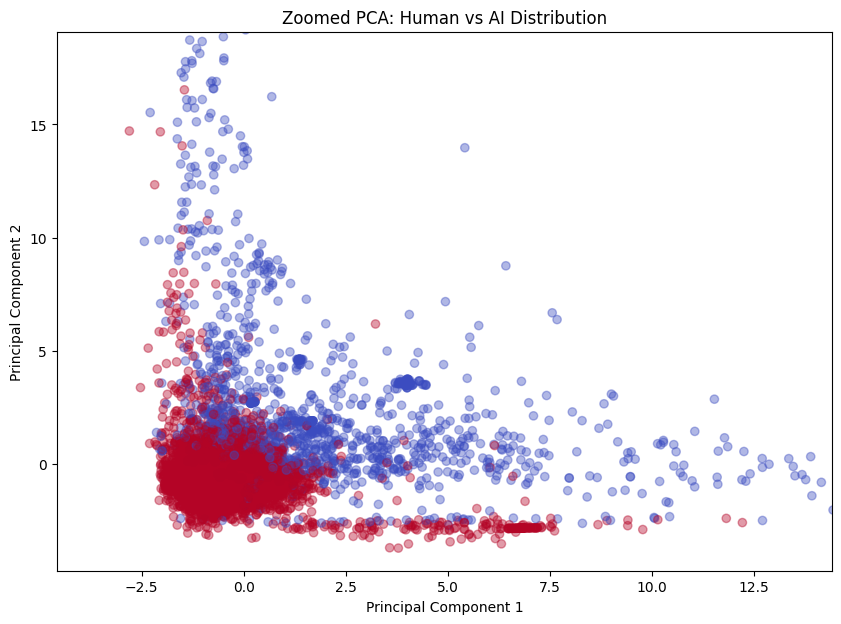 Zoomed PCA: Human vs AI Distribution
Principal Component 2
15
10
5
0
−2.5 0.0 2.5 5.0 7.5 10.0 12.5
Principal Component 1